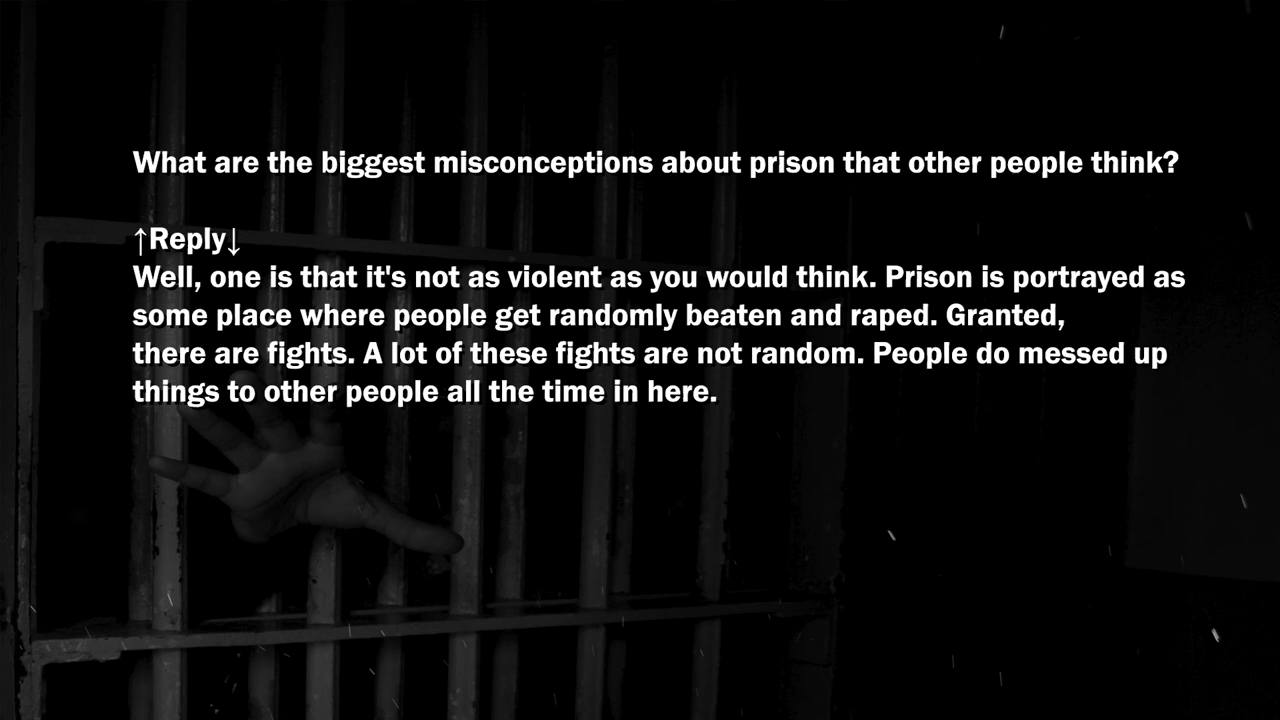 What are the biggest misconceptions about prison that other people think?
↑Reply↓
Well, one is that it's not as violent as you would think. Prison is portrayed as
some place where people get randomly beaten and raped. Granted,
there are fights. A lot of these fights are not random. People do messed up
things to other people all the time in here.